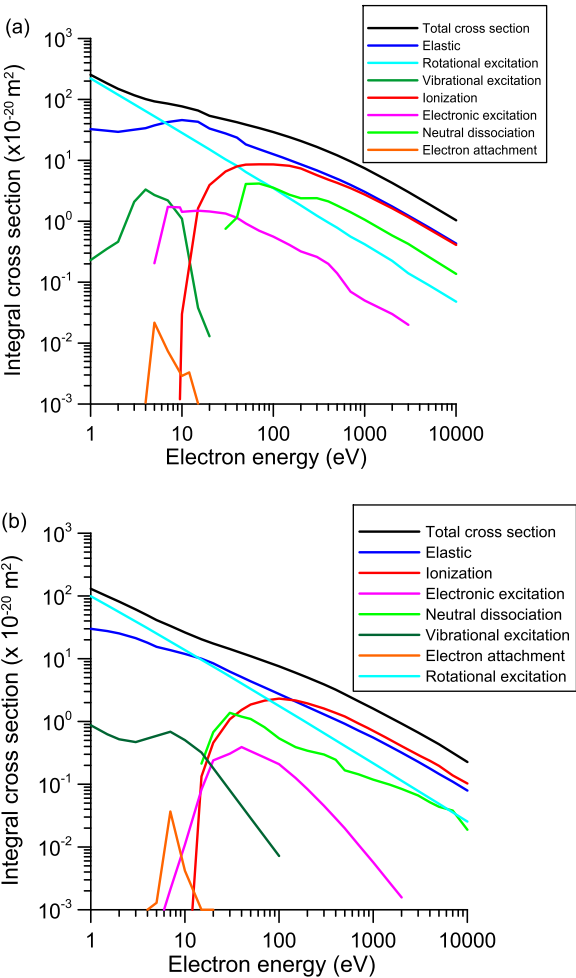 (a)
Total cross section
Elastic
Rotational excitation
Vibrational excitation
Ionization
Electronic excitation
Neutral dissociation
Electron attachment
Integral cross section (x10⁻²⁰ m²)
10³
10²
10¹
10⁰
10⁻¹
10⁻²
10⁻³
1 10 100 1000 10000
Electron energy (eV)
(b)
Total cross section
Elastic
Ionization
Electronic excitation
Neutral dissociation
Vibrational excitation
Electron attachment
Rotational excitation
Integral cross section (x 10⁻²⁰ m²)
10³
10²
10¹
10⁰
10⁻¹
10⁻²
10⁻³
1 10 100 1000 10000
Electron energy (eV)